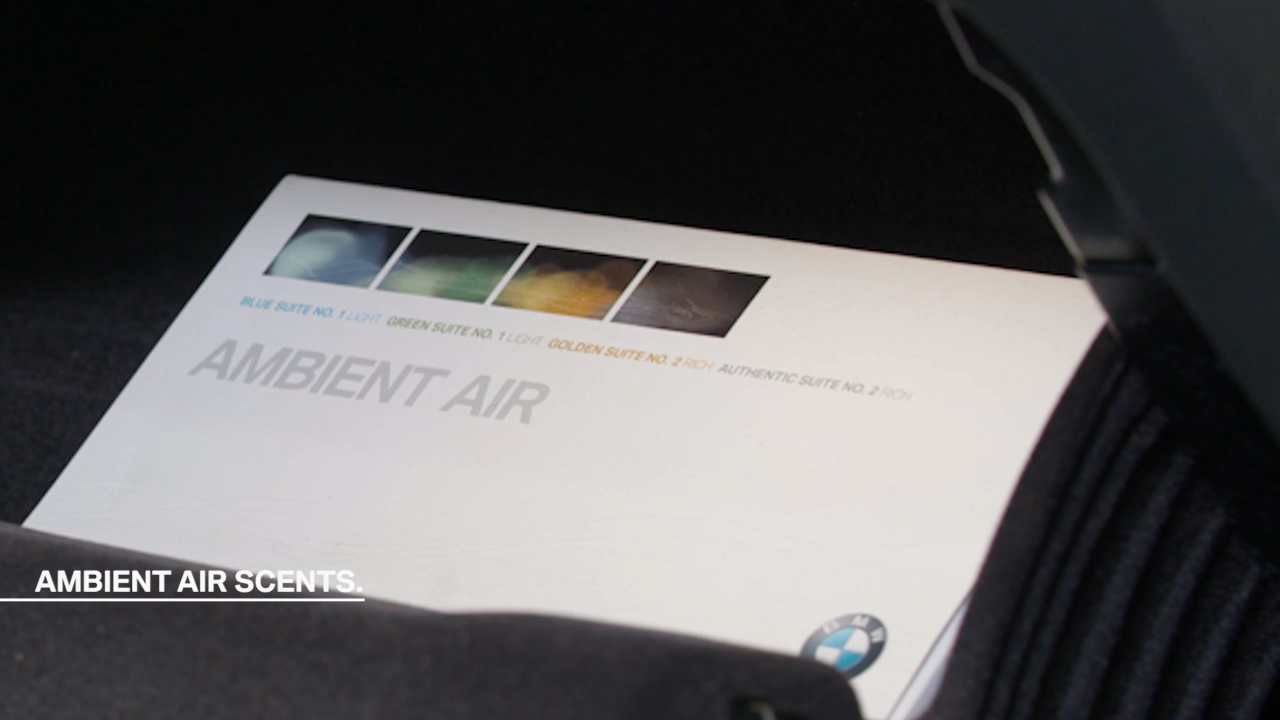 BLUE SUITE NO. 1 LIGHT GREEN SUITE NO. 1 LIGHT GOLDEN SUITE NO. 2 RICH AUTHENTIC SUITE NO. 2 RICH
AMBIENT AIR
AMBIENT AIR SCENTS.
BMW